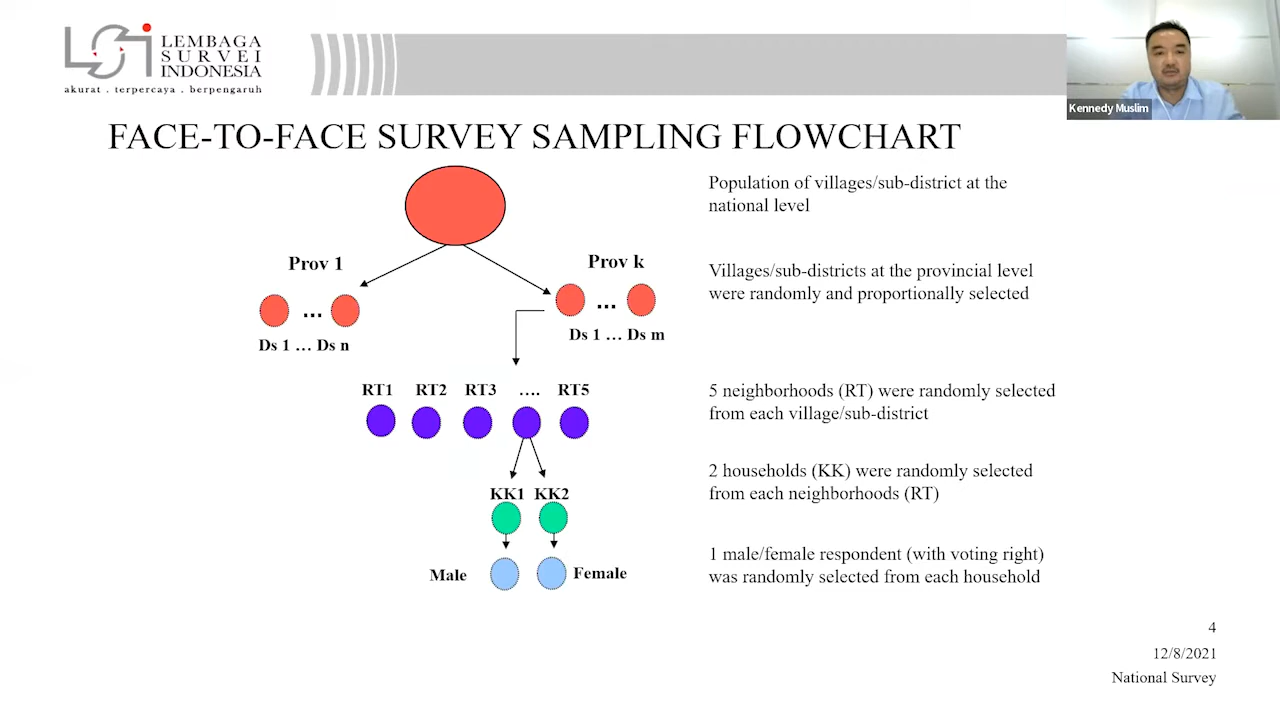 LSI LEMBAGA
SURVEI
INDONESIA
akurat . terpercaya . berpengaruh
Kennedy Muslim
FACE-TO-FACE SURVEY SAMPLING FLOWCHART
Population of villages/sub-district at the
national level
Prov 1
Prov k
Villages/sub-districts at the provincial level
were randomly and proportionally selected
...
...
Ds 1 … Ds n
Ds 1 … Ds m
RT1 RT2 RT3 …. RT5
5 neighborhoods (RT) were randomly selected
from each village/sub-district
2 households (KK) were randomly selected
from each neighborhoods (RT)
KK1 KK2
1 male/female respondent (with voting right)
was randomly selected from each household
Male
Female
4
12/8/2021
National Survey